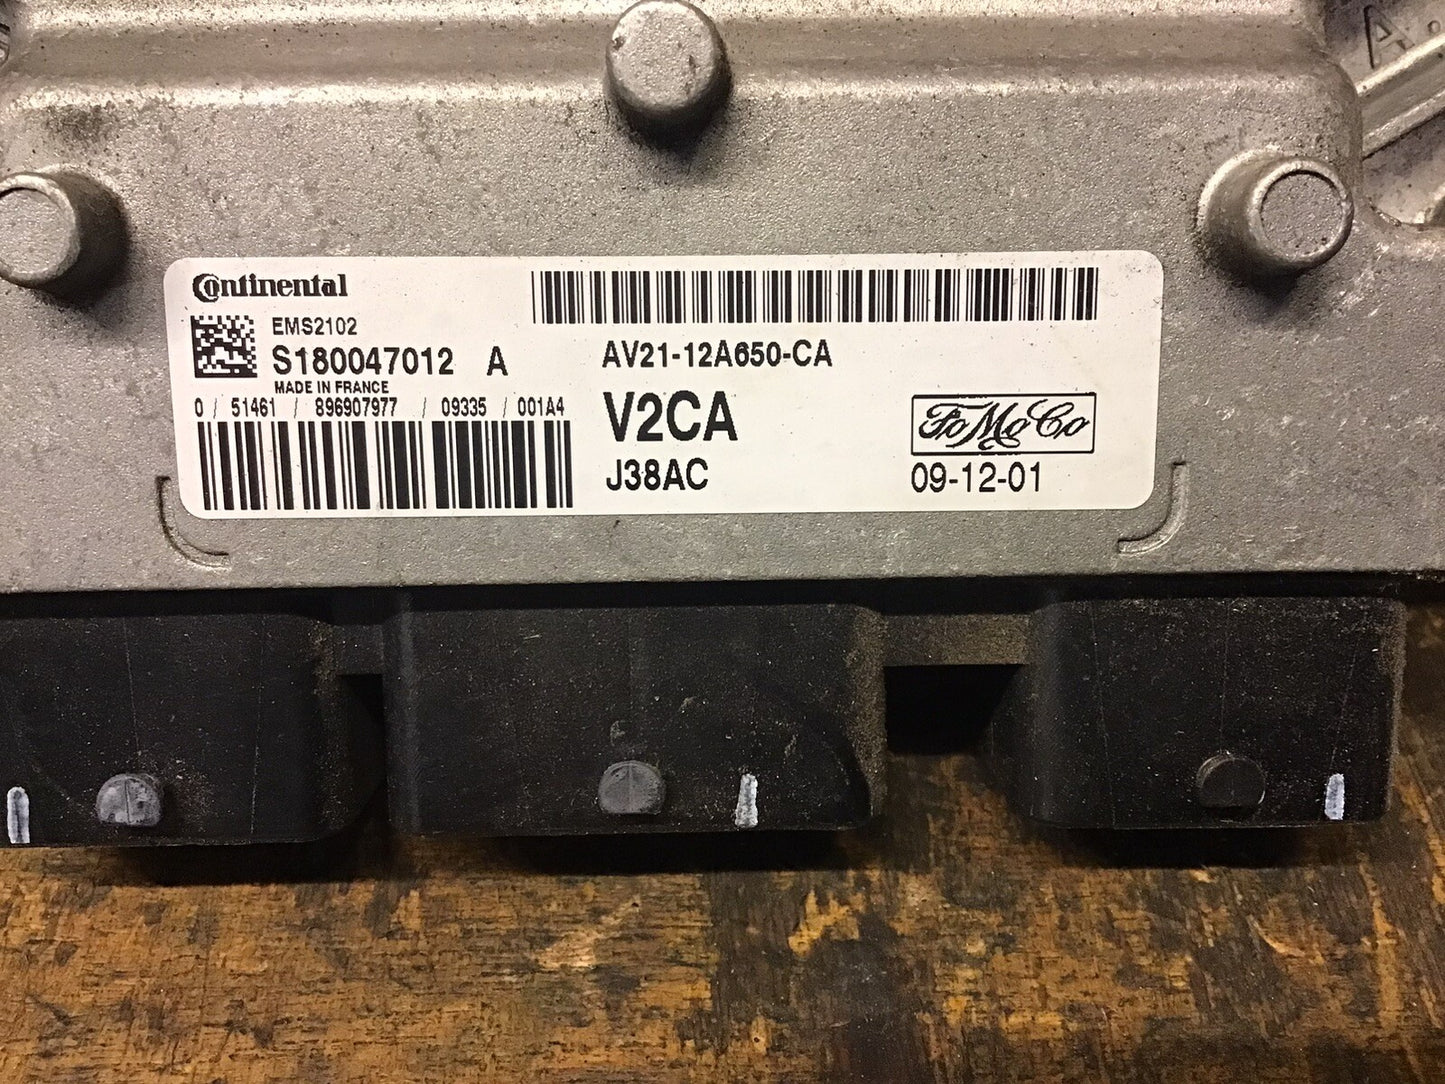 A.
Continental
EMS2102
S180047012 A
MADE IN FRANCE
0 / 51461 / 896907977 / 09335 / 001A4
AV21-12A650-CA
V2CA
J38AC
FoMoCo
09-12-01